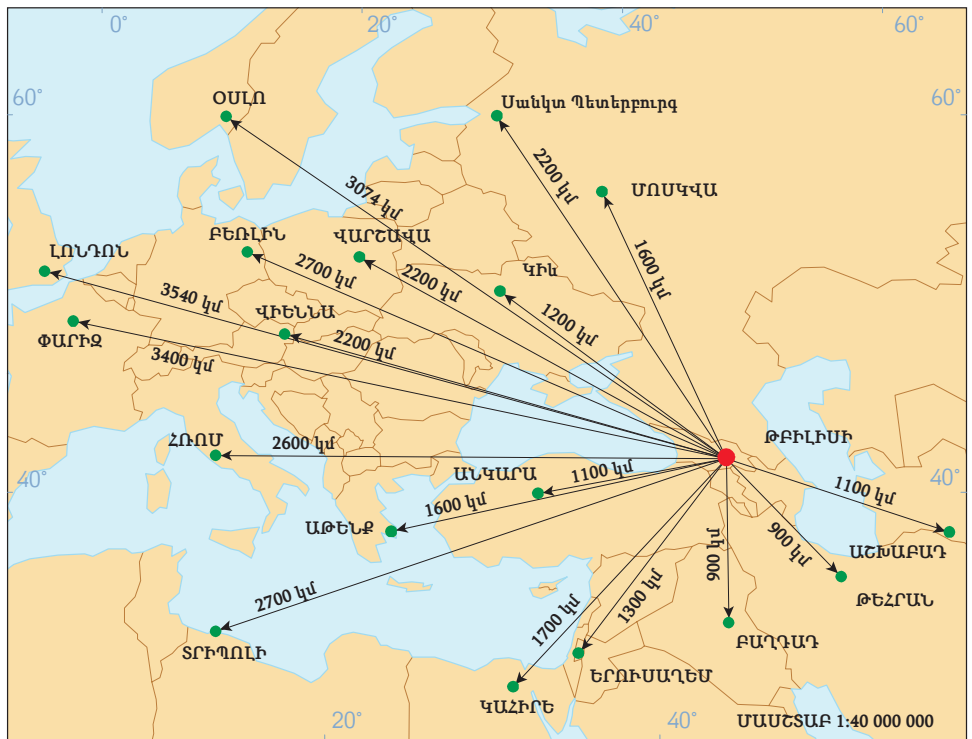 0°
20°
40°
60°
60°
60°
ՕՍԼՈ
Սանկտ Պետերբուրգ
2200 կմ
ՄՈՍԿՎԱ
3074 կմ
ԲԵՌԼԻՆ
ՎԱՐՇԱՎԱ
ԼՈՆԴՈՆ
2700 կմ
2200 կմ
ԿԻև
1600 կմ
3540 կմ
ՎԻԵՆՆԱ
1200 կմ
ՓԱՐԻԶ
3400 կմ
2200 կմ
ՀՌՈՄ
2600 կմ
ԹԲԻԼԻՍԻ
40°
ԱՆԿԱՐԱ
1100 կմ
1100 կմ
40°
1600 կմ
ԱԹԵՆՔ
900 կմ
900 կմ
ԱՇԽԱԲԱԴ
2700 կմ
1300 կմ
ԹԵՀՐԱՆ
1700 կմ
ՏՐԻՊՈԼԻ
ԲԱՂԴԱԴ
ԵՐՈՒՍԱՂԵՄ
ԿԱՀԻՐԵ
20°
40°
ՄԱՍՇՏԱԲ 1:40 000 000